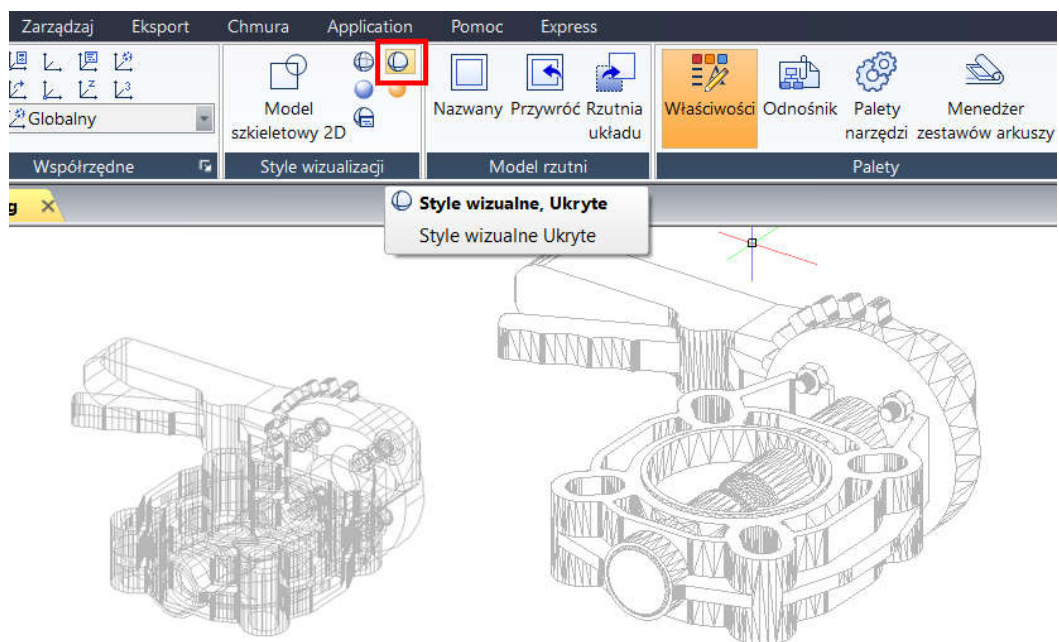 Zarządzaj Eksport Chmura Application Pomoc Express
Globalny
Model
szkieletowy 2D
Nazwany Przywróć Rzutnia
układu
Właściwości Odnośnik Palety
narzędzi
Menedżer
zestawów arkuszy
Współrzędne Style wizualizacji Model rzutni Palety
g
Style wizualne, Ukryte
Style wizualne Ukryte